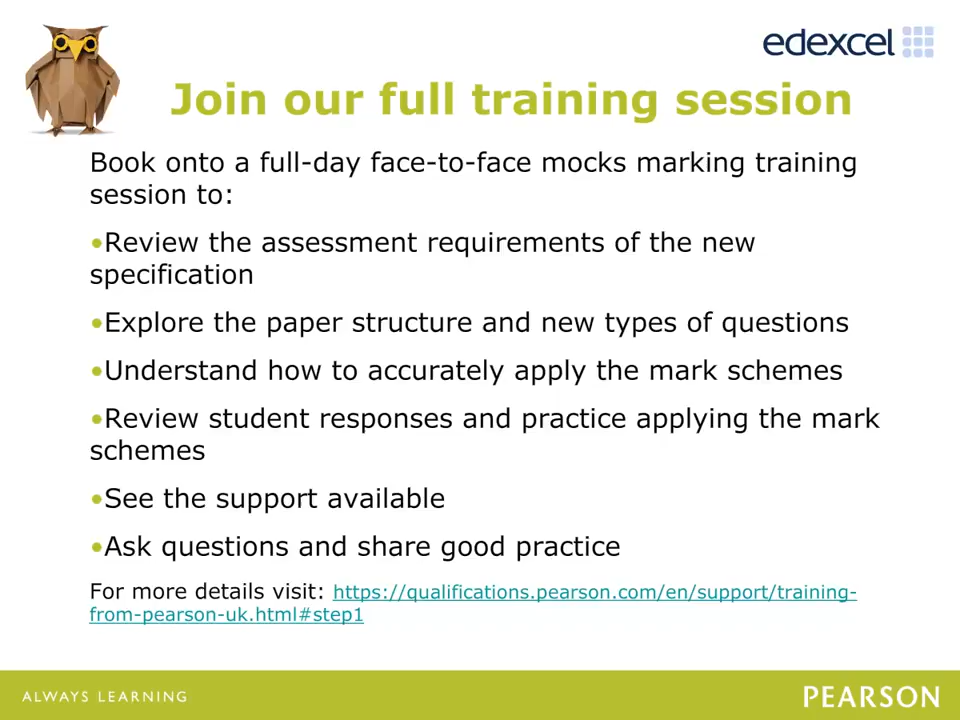 edexcel
Join our full training session
Book onto a full-day face-to-face mocks marking training
session to:
•Review the assessment requirements of the new
specification
•Explore the paper structure and new types of questions
•Understand how to accurately apply the mark schemes
•Review student responses and practice applying the mark
schemes
•See the support available
•Ask questions and share good practice
For more details visit: https://qualifications.pearson.com/en/support/training-
from-pearson-uk.html#step1
ALWAYS LEARNING
PEARSON